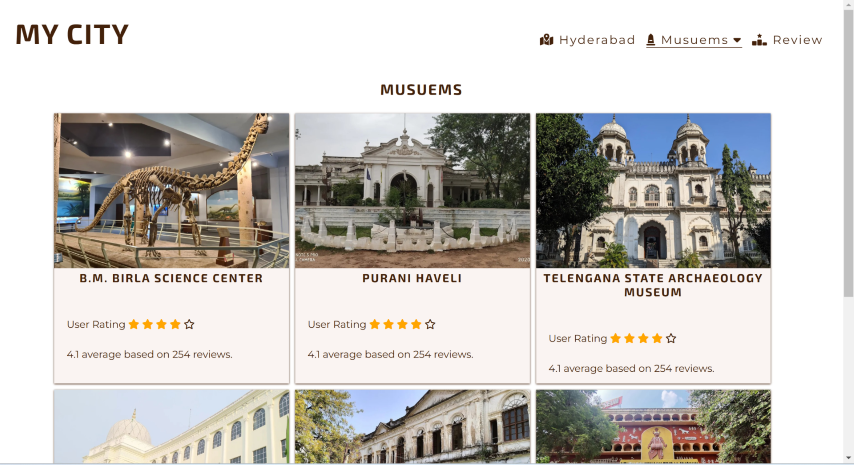 MY CITY
Hyderabad Musuems Review
MUSUEMS
B.M. BIRLA SCIENCE CENTER
User Rating
4.1 average based on 254 reviews.
PURANI HAVELI
User Rating
4.1 average based on 254 reviews.
TELENGANA STATE ARCHAEOLOGY
MUSEUM
User Rating
4.1 average based on 254 reviews.